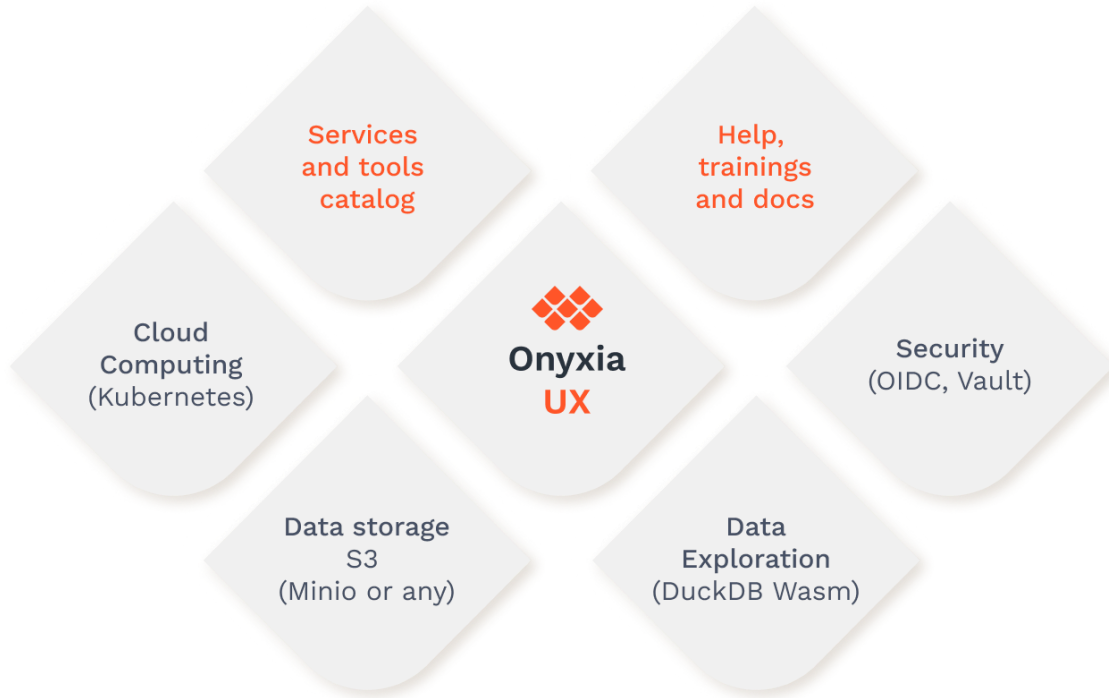 Services
and tools
catalog
Help,
trainings
and docs
Cloud
Computing
(Kubernetes)
Onyxia
UX
Security
(OIDC, Vault)
Data storage
S3
(Minio or any)
Data
Exploration
(DuckDB Wasm)